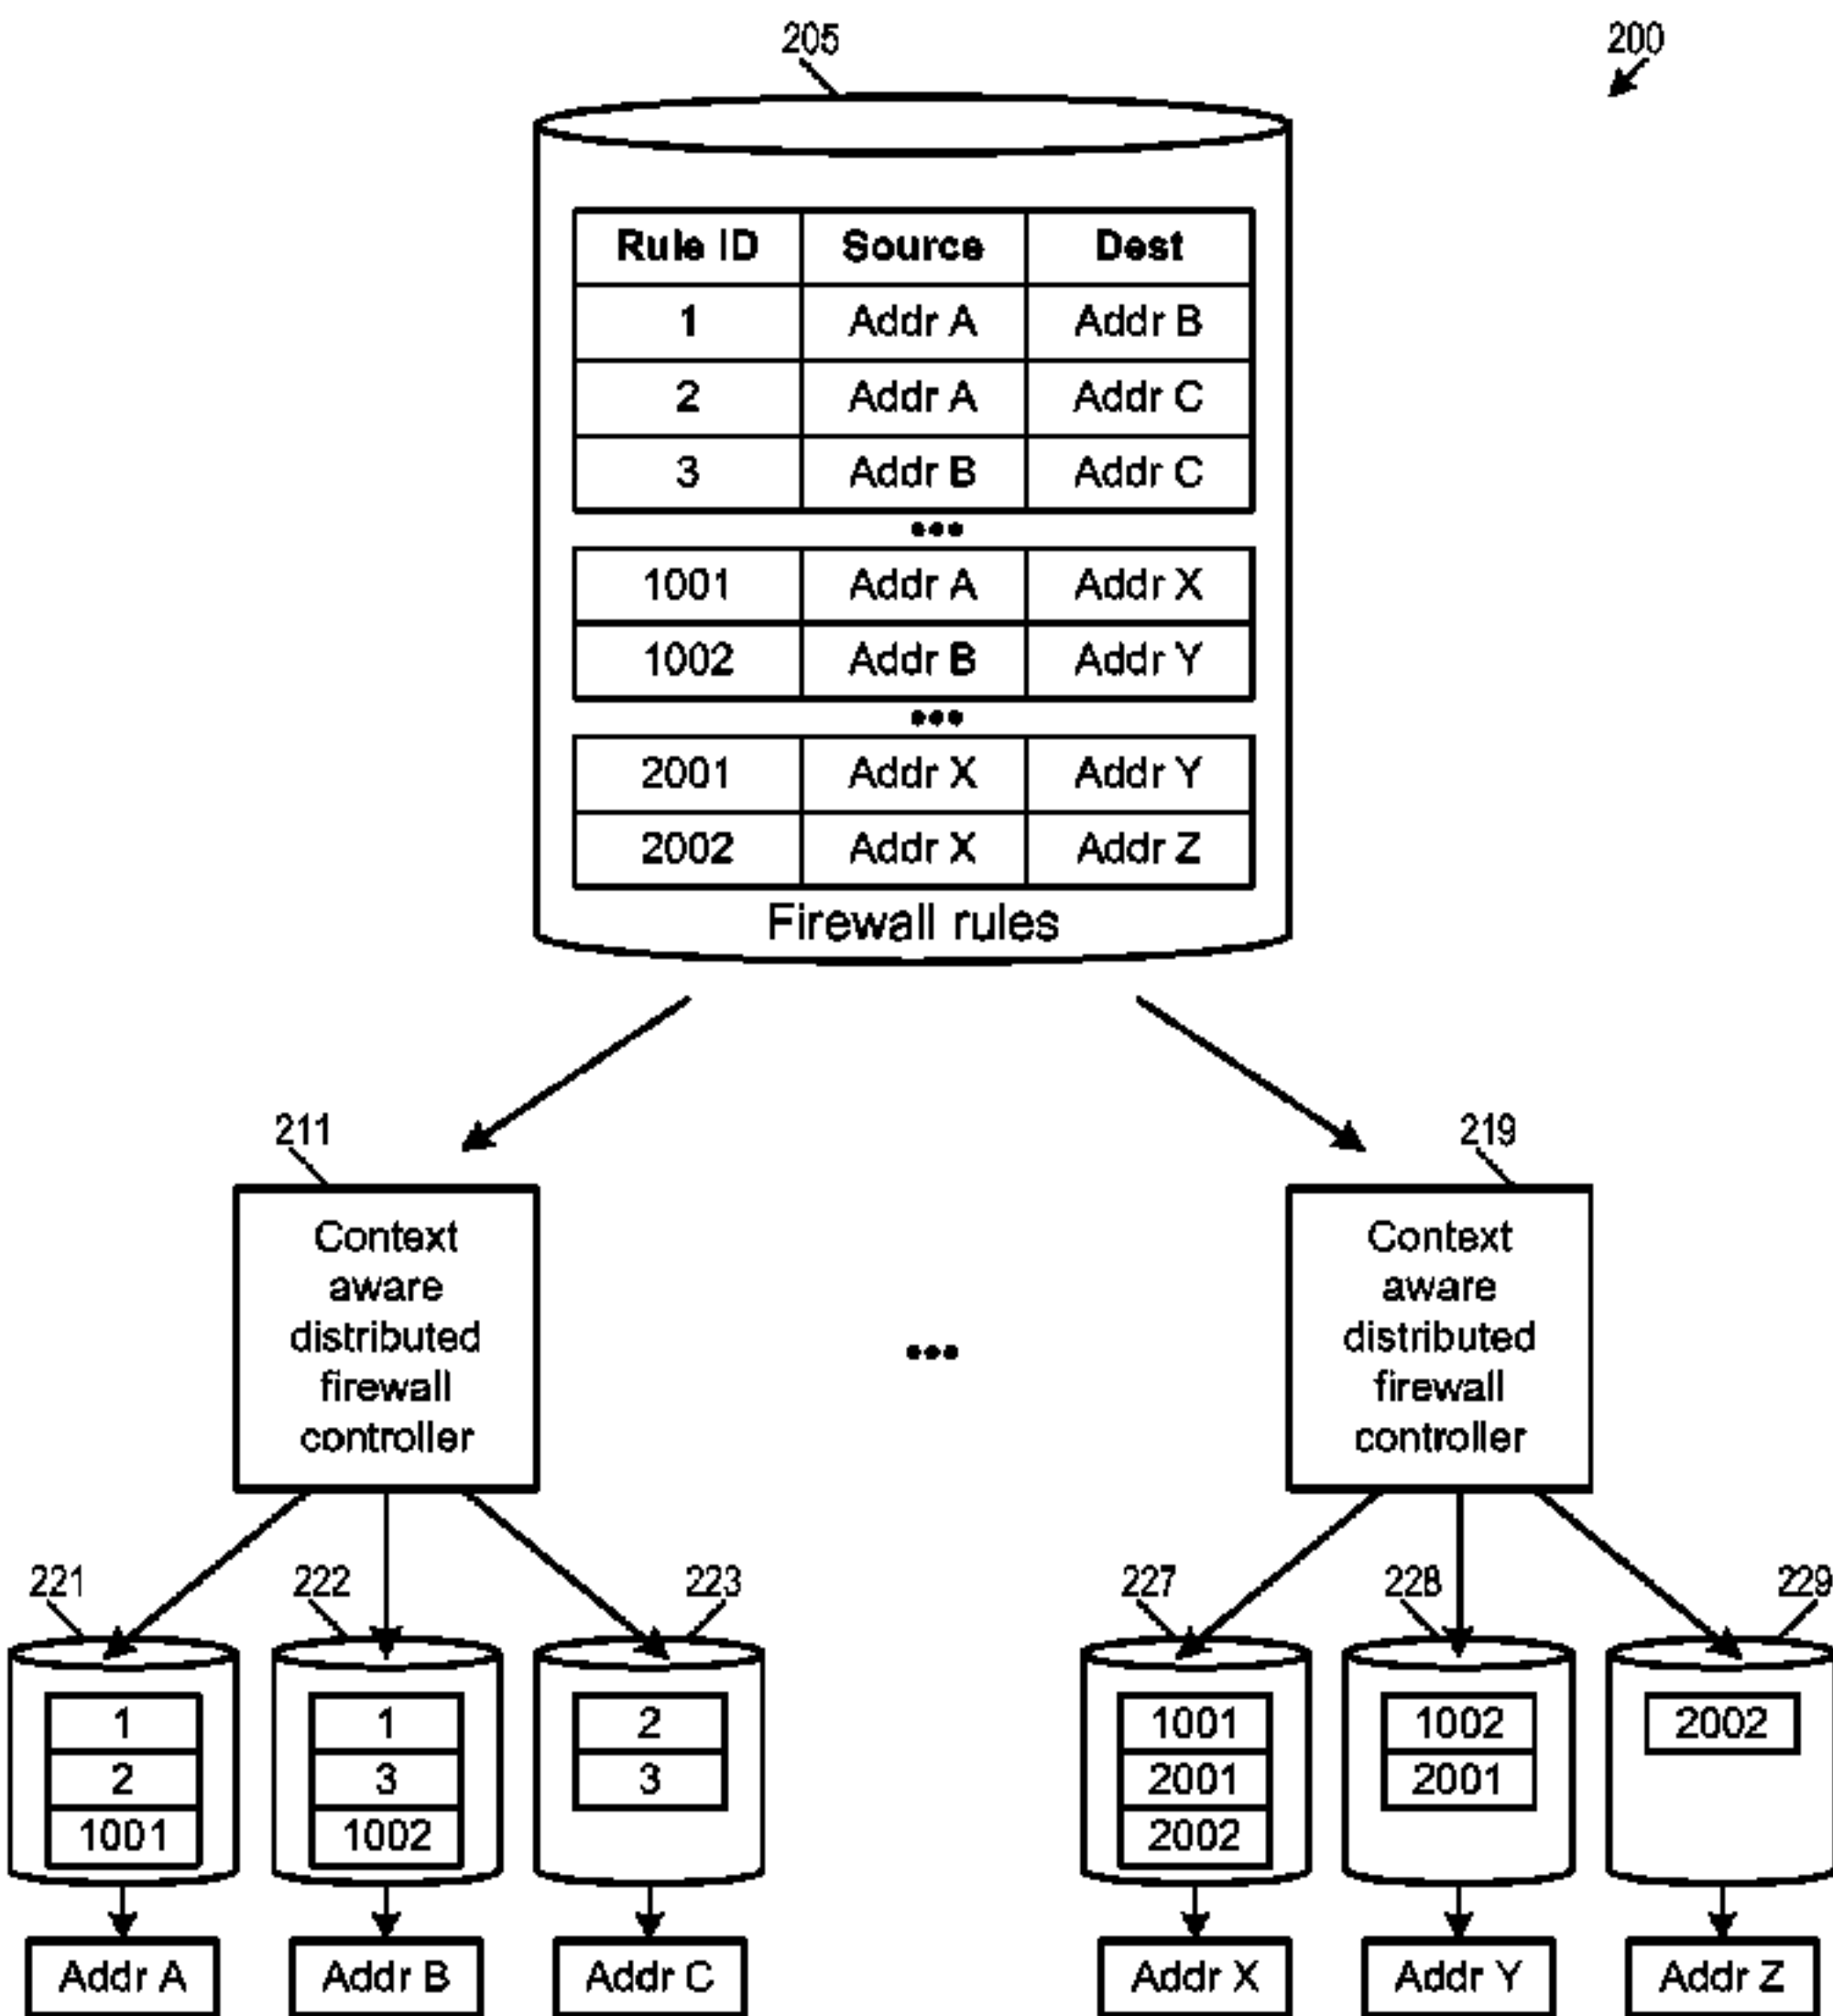 205
200
Rule ID Source Dest
1 Addr A Addr B
2 Addr A Addr C
3 Addr B Addr C
•••
1001 Addr A Addr X
1002 Addr B Addr Y
•••
2001 Addr X Addr Y
2002 Addr X Addr Z
Firewall rules
211
Context
aware
distributed
firewall
controller
•••
219
Context
aware
distributed
firewall
controller
221
1
2
1001
Addr A
222
1
3
1002
Addr B
223
2
3
Addr C
227
1001
2001
2002
Addr X
228
1002
2001
Addr Y
229
2002
Addr Z